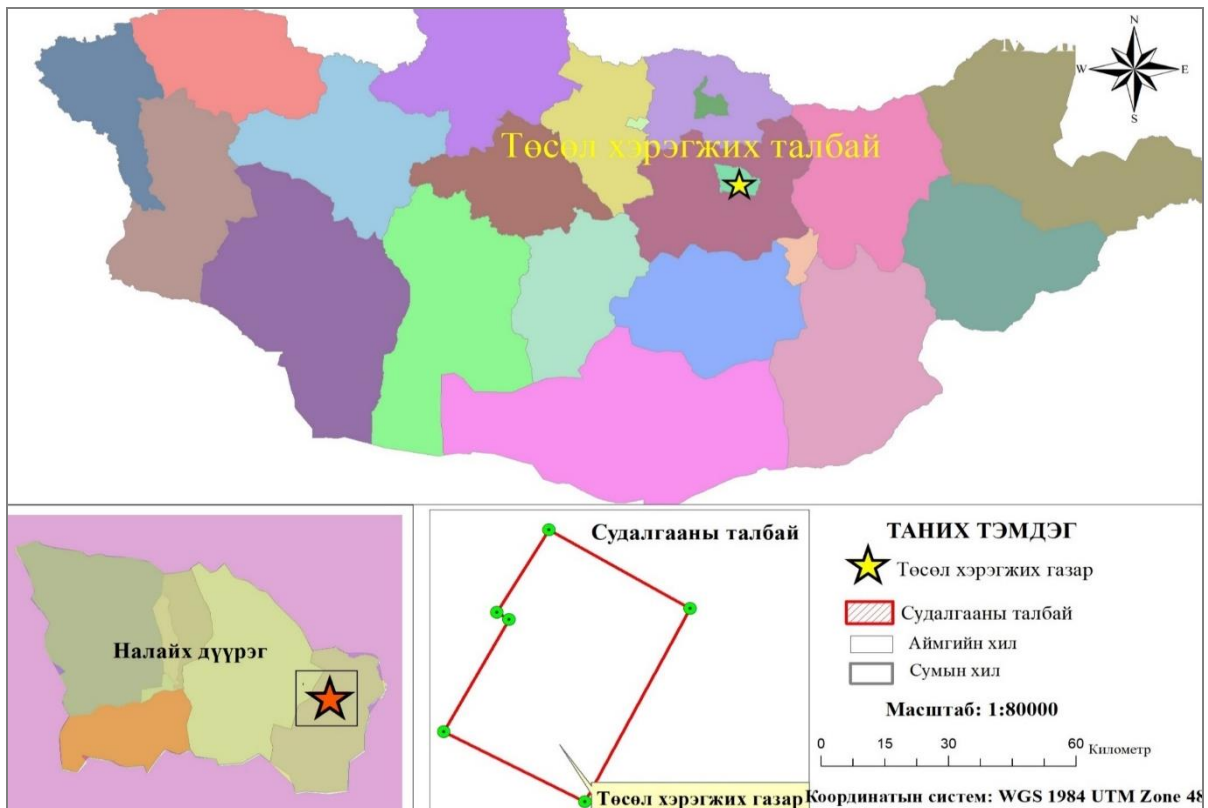 N
W E
S
Төсөл хэрэгжих талбай
Налайх дүүрэг
Судалгааны талбай
Төсөл хэрэгжих газар
ТАНИХ ТЭМДЭГ
Төсөл хэрэгжих газар
Судалгааны талбай
Аймгийн хил
Сумын хил
Масштаб: 1:80000
0 15 30 60 Километр
Координатын систем: WGS 1984 UTM Zone 48